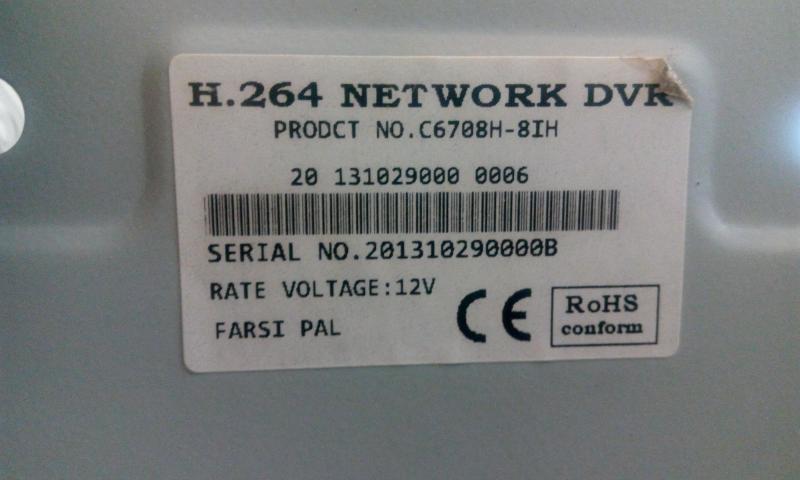 H.264 NETWORK DVR
PRODCT NO.C6708H-8IH
20 131029000 0006
SERIAL NO.201310290000B
RATE VOLTAGE:12V
FARSI PAL
CE
RoHS
conform